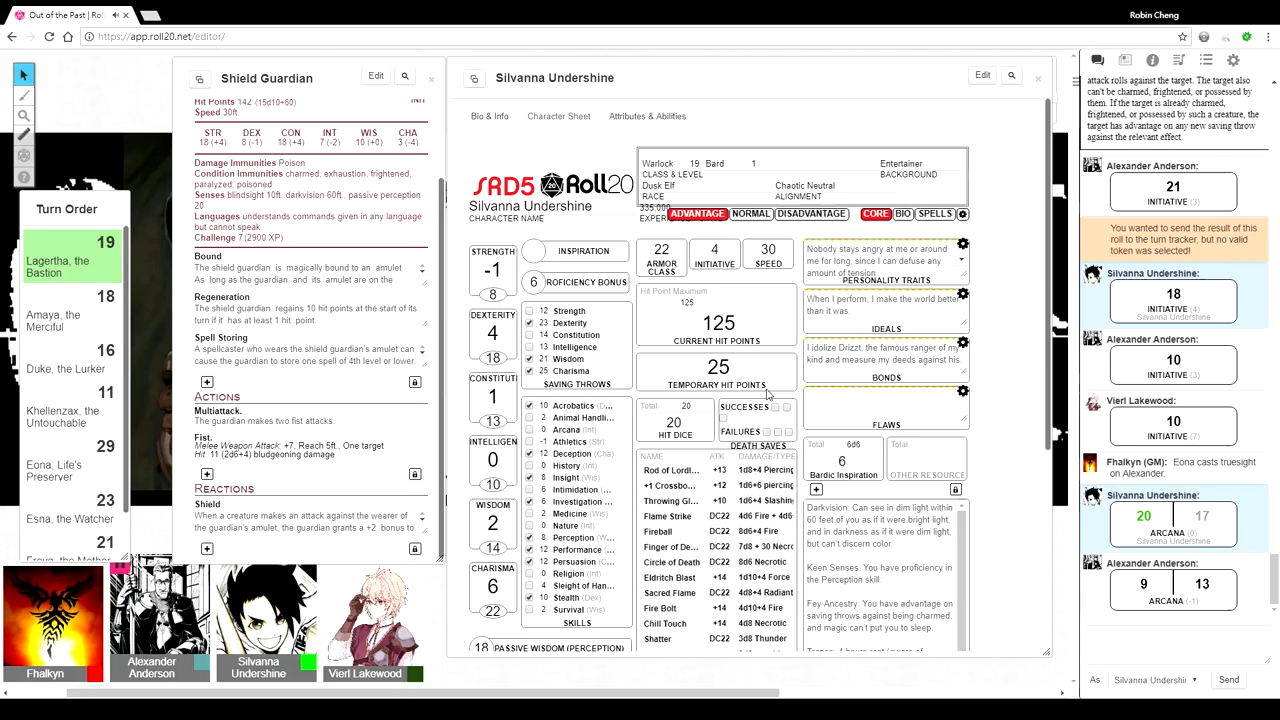 Out of the Past | Rol
Robin Cheng
https://app.roll20.net/editor/
Turn Order
19
Lagertha, the
Bastion
18
Amaya, the
Merciful
16
Duke, the Lurker
11
Khellenzax, the
Untouchable
29
Eona, Life's
Preserver
23
Esna, the Watcher
21
Shield Guardian
Edit
Hit Points 142 (15d10+60)
Speed 30ft.
STR DEX CON INT WIS CHA
18 (+4) 8 (-1) 18 (+4) 7 (-2) 10 (+0) 3 (-4)
Damage Immunities Poison
Condition Immunities charmed, exhaustion, frightened,
paralyzed, poisoned
Senses blindsight 10ft. darkvision 60ft., passive perception
20
Languages understands commands given in any language
but cannot speak
Challenge 7 (2900 XP)
Bound
The shield guardian is magically bound to an amulet.
As long as the guardian and its amulet are on the
Regeneration
The shield guardian regains 10 hit points at the start of its
turn if it has at least 1 hit point
Spell Storing
A spellcaster who wears the shield guardian's amulet can
cause the guardian to store one spell of 4th level or lower.
ACTIONS
Multiattack.
The guardian makes two fist attacks
Fist.
Melee Weapon Attack: +7, Reach 5ft., One target
Hit: 11 (2d6+4) bludgeoning damage
REACTIONS
Shield
When a creature makes an attack against the wearer of
the guardian's amulet, the guardian grants a +2 bonus to
Silvanna Undershine
Edit
Bio & Info Character Sheet Attributes & Abilities
SRD5 Roll20
Silvanna Undershine
CHARACTER NAME
Warlock 19 Bard 1
CLASS & LEVEL
Entertainer
BACKGROUND
Dusk Elf
RACE
Chaotic Neutral
ALIGNMENT
335,000
ADVANTAGE NORMAL DISADVANTAGE CORE BIO SPELLS
STRENGTH
-1
8
DEXTERITY
4
18
CONSTITUTI
1
13
INTELLIGEN
0
10
WISDOM
2
14
CHARISMA
6
22
INSPIRATION
6 ROFICIENCY BONUS
12 Strength
23 Dexterity
14 Constitution
13 Intelligence
21 Wisdom
25 Charisma
SAVING THROWS
10 Acrobatics (D...
2 Animal Handli...
0 Arcana (Int)
-1 Athletics (Str)
12 Deception (Cha)
0 History (Int)
8 Insight (Wis)
6 Intimidation (...
6 Investigation (...
2 Medicine (Wis)
0 Nature (Int)
8 Perception (W...
12 Performance (...
12 Persuasion (C...
0 Religion (Int)
4 Sleight of Han...
10 Stealth (Dex)
2 Survival (Wis)
SKILLS
18 PASSIVE WISDOM (PERCEPTION)
22
ARMOR
CLASS
4
INITIATIVE
30
SPEED
Hit Point Maximum
125
125
CURRENT HIT POINTS
25
TEMPORARY HIT POINTS
Total 20
20
HIT DICE
SUCCESSES
FAILURES
DEATH SAVES
NAME ATK DAMAGE/TYPE
Rod of Lordi... +13 1d8+4 Piercing
+1 Crossbo... +12 1d6+6 piercing
Throwing Gl... +10 1d6+4 Slashing
Flame Strike DC22 4d6 Fire + 4d6
Fireball DC22 8d6+4 Fire
Finger of De... DC22 7d8 + 30 Necro
Circle of Death DC22 8d6 Necrotic
Eldritch Blast +14 1d10+4 Force
Sacred Flame DC22 4d8+4 Radiant
Fire Bolt +14 4d10+4 Fire
Chill Touch +14 4d8 Necrotic
Shatter DC22 3d8 Thunder
Nobody stays angry at me or around
me for long, since I can defuse any
amount of tension.
PERSONALITY TRAITS
When I perform, I make the world better
than it was.
IDEALS
I idolize Drizzt, the famous ranger of my
kind and measure my deeds against his.
BONDS
FLAWS
Total 6d6
6
Bardic Inspiration
Total
OTHER RESOURCE
Darkvision: Can see in dim light within
60 feet of you as if it were bright light,
and in darkness as if it were dim light,
but can't discern color.
Keen Senses. You have proficiency in
the Perception skill.
Fey Ancestry: You have advantage on
saving throws against being charmed,
and magic can't put you to sleep.
attack rolls against the target. The target also
can't be charmed, frightened, or possessed by
them. If the target is already charmed,
frightened, or possessed by such a creature, the
target has advantage on any new saving throw
against the relevant effect.
Alexander Anderson:
21
INITIATIVE (3)
You wanted to send the result of this
roll to the turn tracker, but no valid
token was selected!
Silvanna Undershine:
18
INITIATIVE (4)
Silvanna Undershine
Alexander Anderson:
10
INITIATIVE (3)
Vierl Lakewood:
10
INITIATIVE (7)
Fhalkyn (GM): Eona casts truesight
on Alexander.
Silvanna Undershine:
20 17
ARCANA (0)
Silvanna Undershine
Alexander Anderson:
9 13
ARCANA (-1)
As: Silvanna Undershi Send
Fhalkyn
Alexander
Anderson
Silvanna
Undershine
Vierl Lakewood